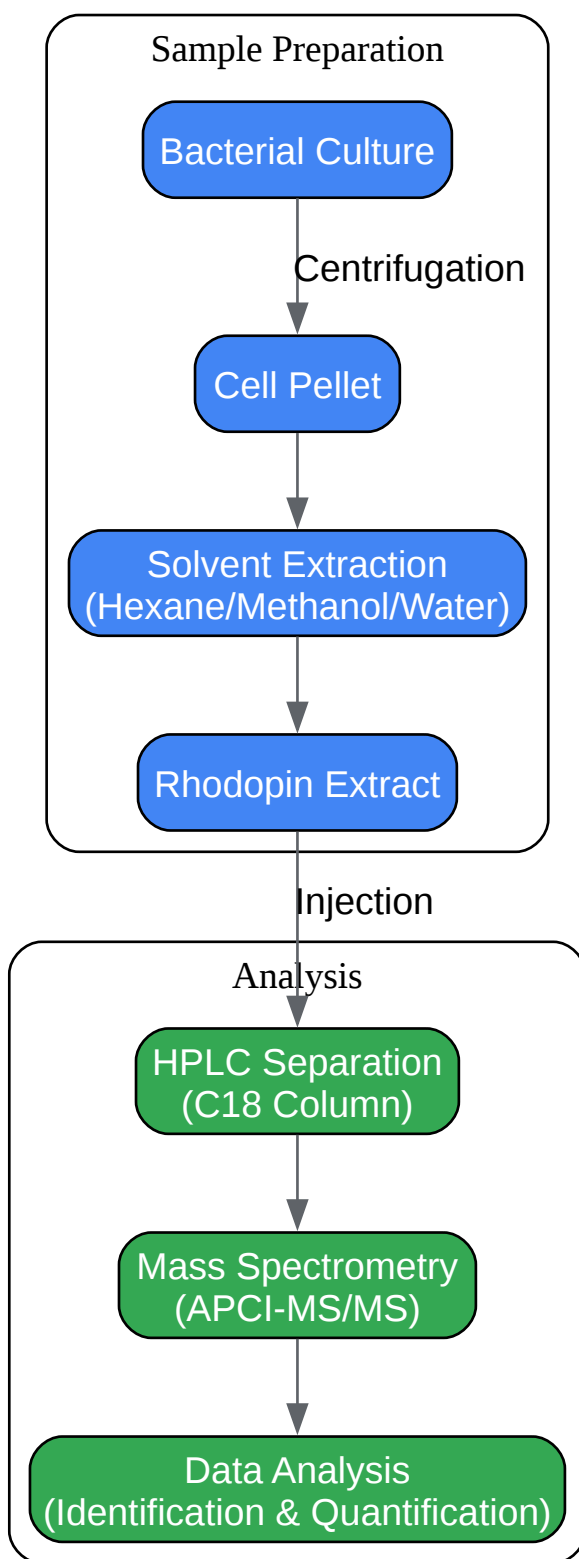 Sample Preparation
Bacterial Culture
Centrifugation
Cell Pellet
Solvent Extraction
(Hexane/Methanol/Water)
Rhodopin Extract
Injection
Analysis
HPLC Separation
(C18 Column)
Mass Spectrometry
(APCI-MS/MS)
Data Analysis
(Identification & Quantification)